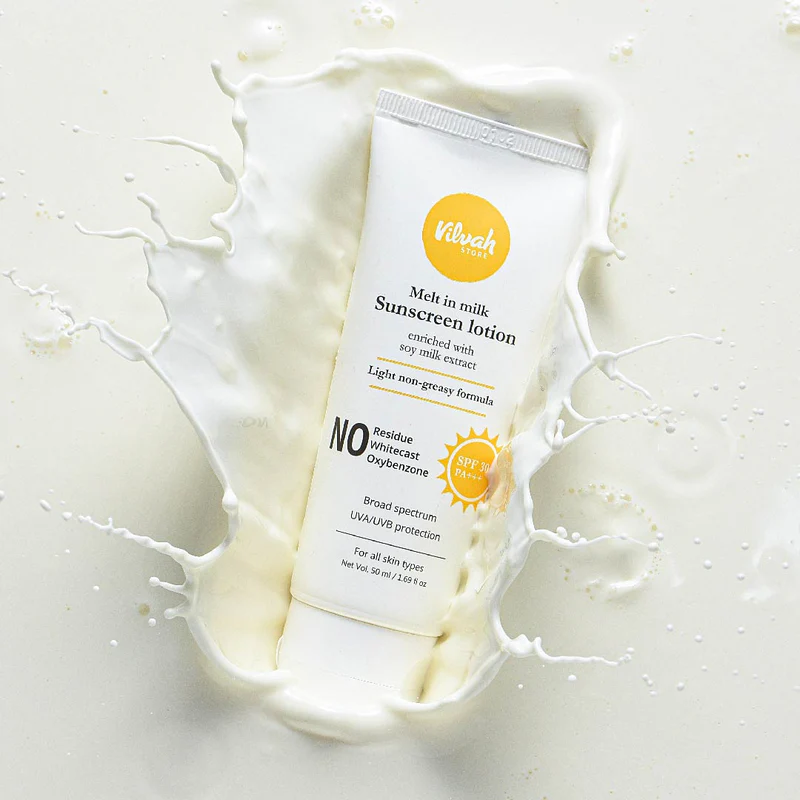 Vilvah
STORE
Melt in milk
Sunscreen lotion
enriched with
soy milk extract
Light non-greasy formula
NO
Residue
Whitecast
Oxybenzone
SPF 30
PA+++
Broad spectrum
UVA/UVB protection
For all skin types
Net Vol. 50 ml / 1.69 fl oz